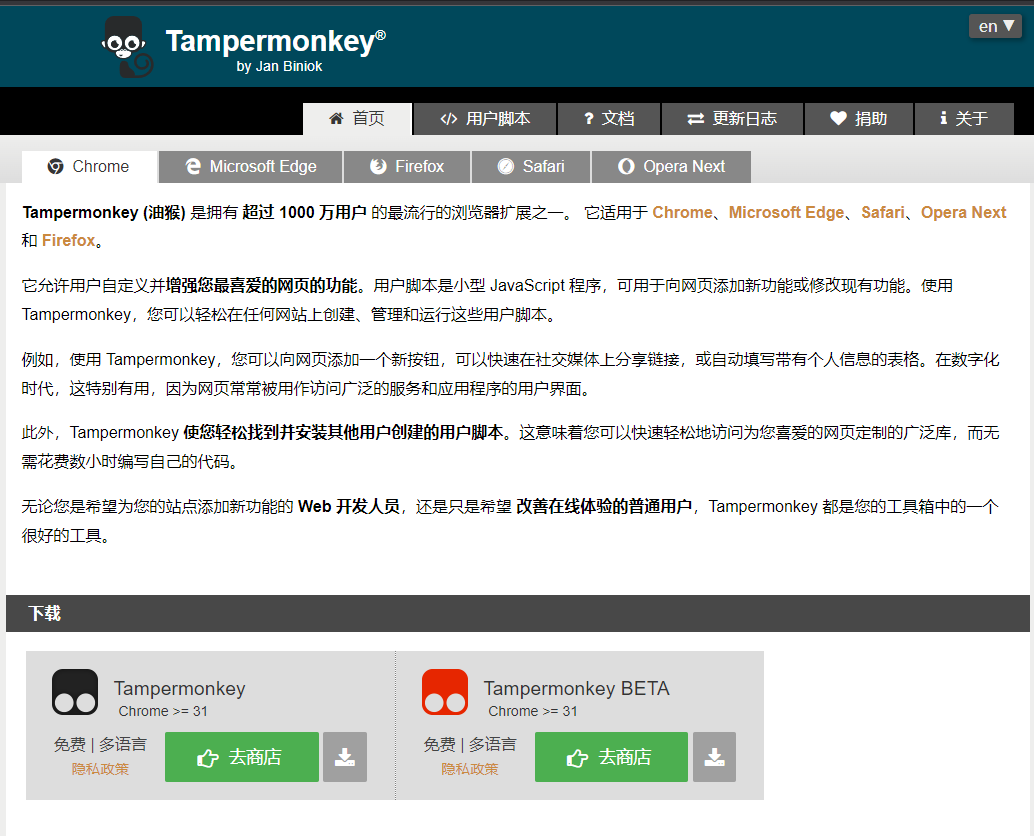 Tampermonkey®
by Jan Biniok
en ▼
首页
</> 用户脚本
? 文档
更新日志
捐助
i 关于
Chrome
Microsoft Edge
Firefox
Safari
Opera Next
Tampermonkey (油猴) 是拥有 超过 1000 万用户 的最流行的浏览器扩展之一。 它适用于 Chrome、Microsoft Edge、Safari、Opera Next
和 Firefox。
它允许用户自定义并增强您最喜爱的网页的功能。用户脚本是小型 JavaScript 程序，可用于向网页添加新功能或修改现有功能。使用
Tampermonkey，您可以轻松在任何网站上创建、管理和运行这些用户脚本。
例如，使用 Tampermonkey，您可以向网页添加一个新按钮，可以快速在社交媒体上分享链接，或自动填写带有个人信息的表格。在数字化
时代，这特别有用，因为网页常常被用作访问广泛的服务和应用程序的用户界面。
此外，Tampermonkey 使您轻松找到并安装其他用户创建的用户脚本。这意味着您可以快速轻松地访问为您喜爱的网页定制的广泛库，而无
需花费数小时编写自己的代码。
无论您是希望为您的站点添加新功能的 Web 开发人员，还是只是希望 改善在线体验的普通用户，Tampermonkey 都是您的工具箱中的一个
很好的工具。
下载
Tampermonkey
Chrome >= 31
免费 | 多语言
隐私政策
去商店
Tampermonkey BETA
Chrome >= 31
免费 | 多语言
隐私政策
去商店